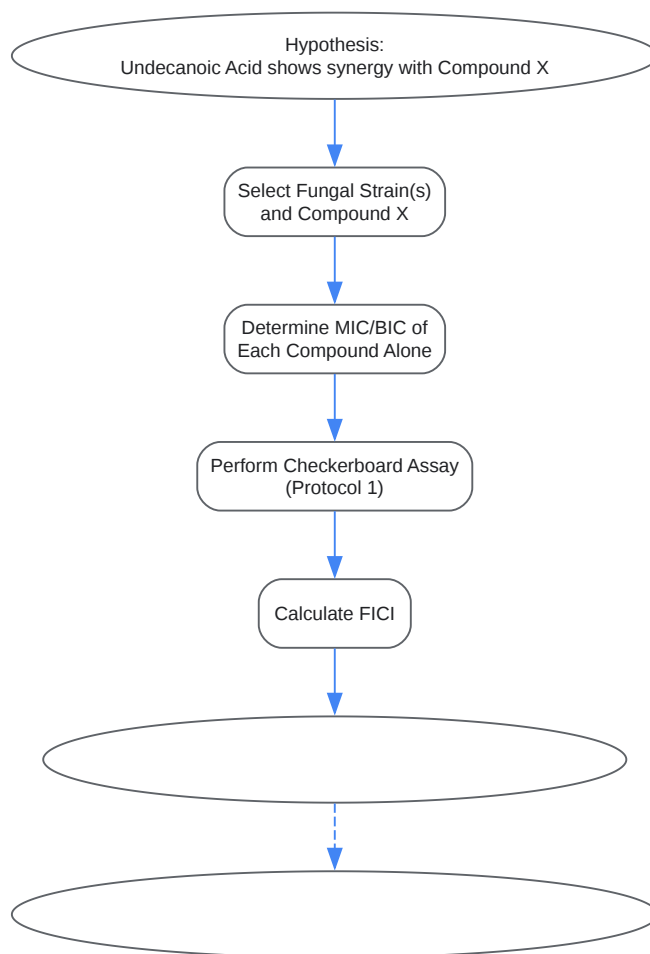 Hypothesis:
Undecanoic Acid shows synergy with Compound X
Select Fungal Strain(s)
and Compound X
Determine MIC/BIC of
Each Compound Alone
Perform Checkerboard Assay
(Protocol 1)
Calculate FICI